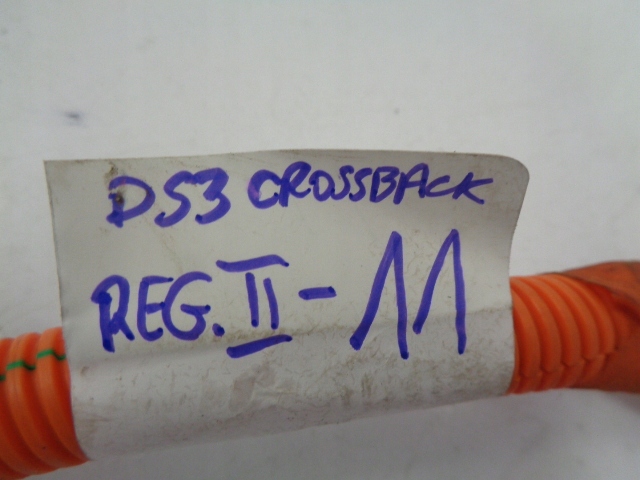 DS3 CROSSBACK
REG. II - 11